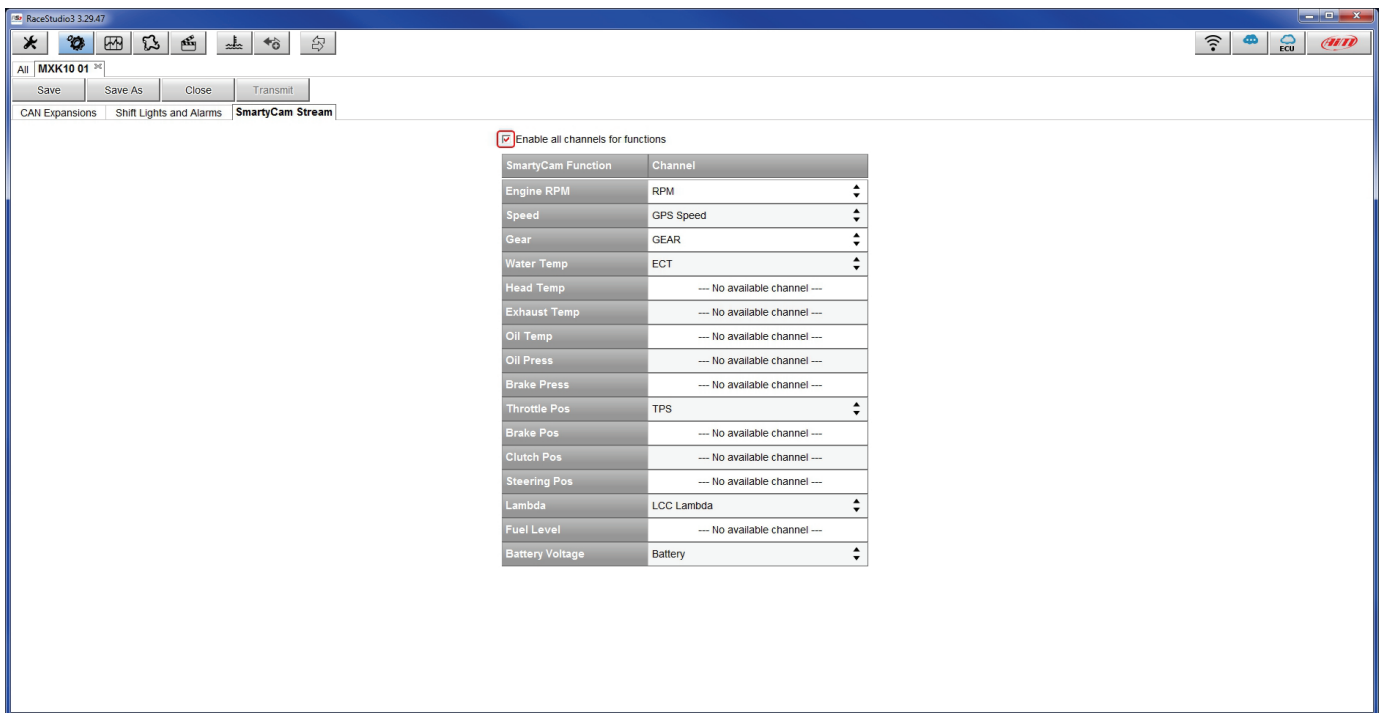 RaceStudio3 3.29.47
ECU AiM
All MXK10 01
Save Save As Close Transmit
CAN Expansions Shift Lights and Alarms SmartyCam Stream
Enable all channels for functions
SmartyCam Function Channel
Engine RPM RPM
Speed GPS Speed
Gear GEAR
Water Temp ECT
Head Temp --- No available channel ---
Exhaust Temp --- No available channel ---
Oil Temp --- No available channel ---
Oil Press --- No available channel ---
Brake Press --- No available channel ---
Throttle Pos TPS
Brake Pos --- No available channel ---
Clutch Pos --- No available channel ---
Steering Pos --- No available channel ---
Lambda LCC Lambda
Fuel Level --- No available channel ---
Battery Voltage Battery